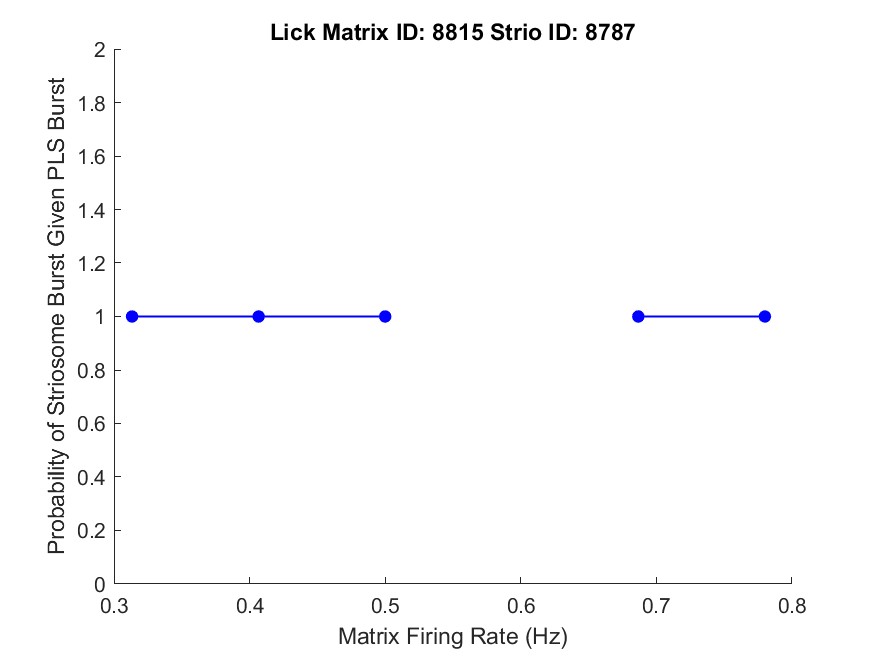 Lick Matrix ID: 8815 Strio ID: 8787
Probability of Striosome Burst Given PLS Burst
2
1.8
1.6
1.4
1.2
1
0.8
0.6
0.4
0.2
0
0.3 0.4 0.5 0.6 0.7 0.8
Matrix Firing Rate (Hz)